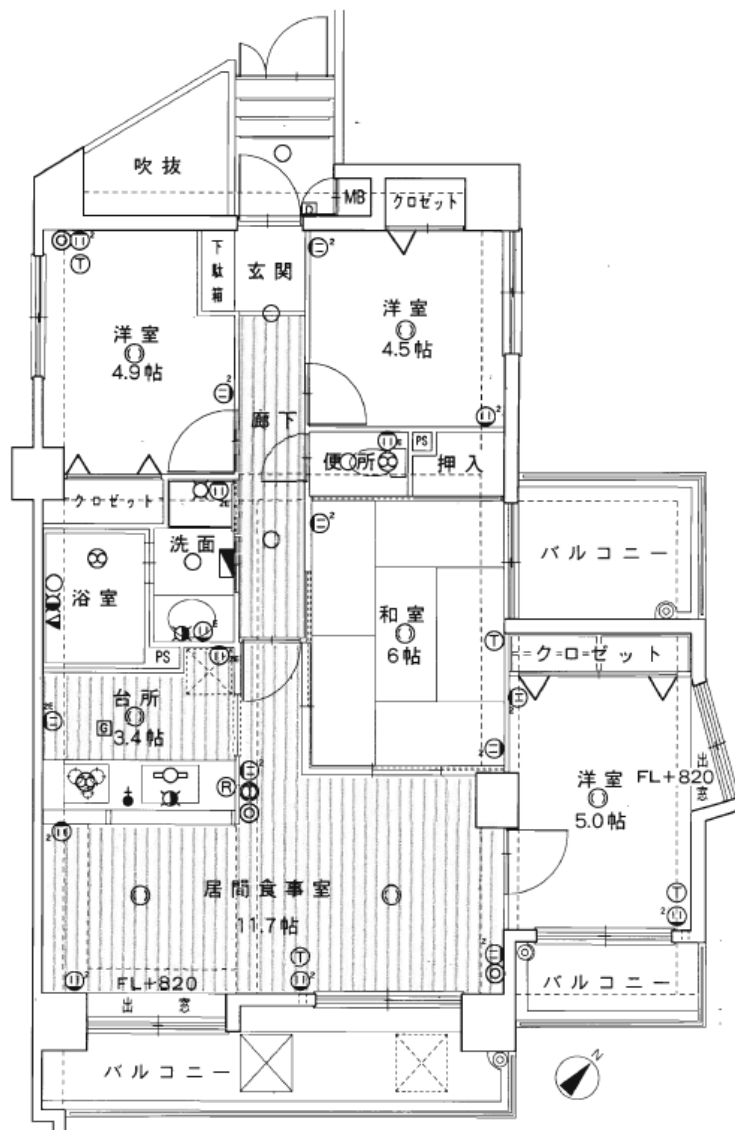 吹抜
MB
クロゼット
D
下駄箱
玄関
洋室
4.9帖
洋室
4.5帖
廊下
便所
PS
押入
クロゼット
洗面
浴室
PS
和室
6帖
バルコニー
クロゼット
台所
3.4帖
G
R
洋室
5.0帖
FL+820
出窓
居間食事室
11.7帖
T
FL+820
出窓
バルコニー
バルコニー
N